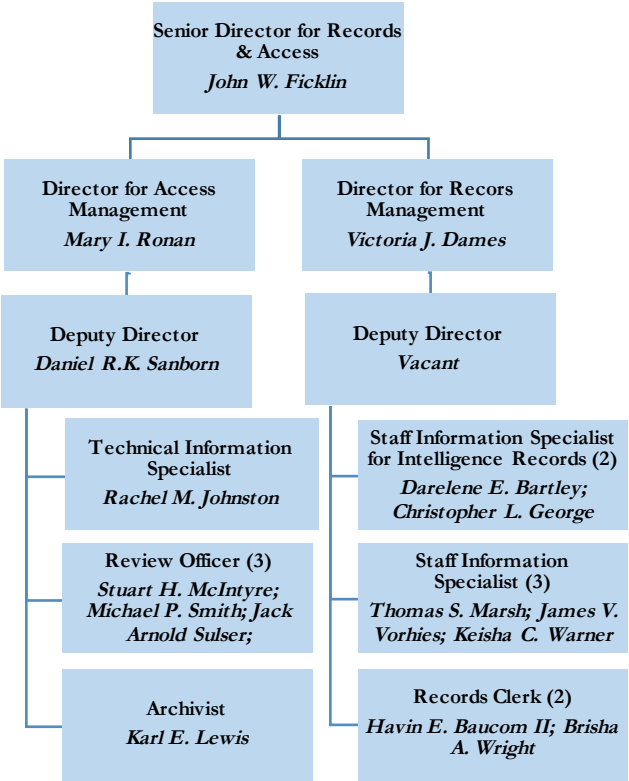 Senior Director for Records
& Access
John W. Ficklin
Director for Access
Management
Mary I. Ronan
Director for Recors
Management
Victoria J. Dames
Deputy Director
Daniel R.K. Sanborn
Deputy Director
Vacant
Technical Information
Specialist
Rachel M. Johnston
Staff Information Specialist
for Intelligence Records (2)
Darelene E. Bartley;
Christopher L. George
Review Officer (3)
Stuart H. McIntyre;
Michael P. Smith; Jack
Arnold Sulser;
Staff Information
Specialist (3)
Thomas S. Marsh; James V.
Vorhies; Keisha C. Warner
Archivist
Karl E. Lewis
Records Clerk (2)
Havin E. Baucom II; Brisha
A. Wright